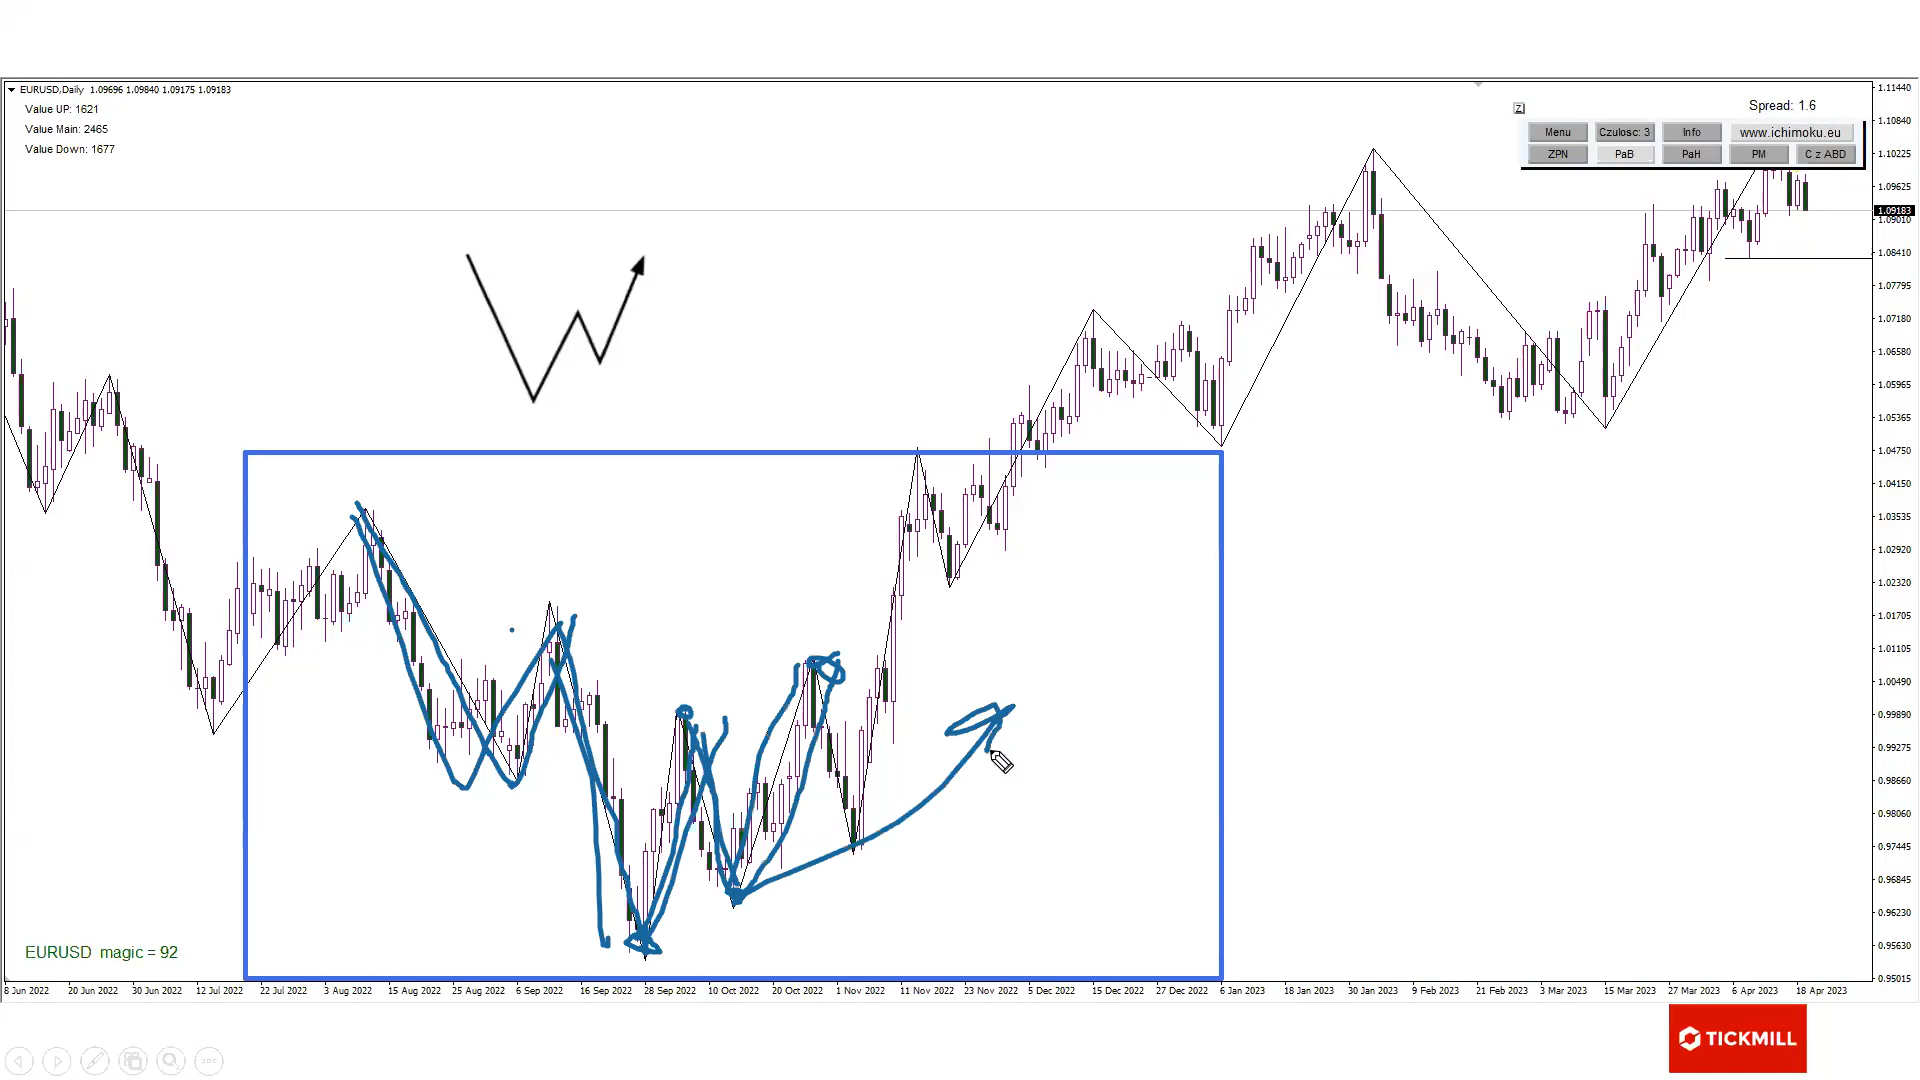 EURUSD,Daily 1.09696 1.09840 1.09175 1.09183
Value UP: 1621
Value Main: 2465
Value Down: 1677
Spread: 1.6
Z
Menu Czulosc: 3 Info www.ichimoku.eu
ZPN PaB PaH PM C z ABD
1.11440
1.10840
1.10225
1.09625
1.09183
1.09010
1.08410
1.07795
1.07180
1.06580
1.05965
1.05365
1.04750
1.04150
1.03535
1.02920
1.02320
1.01705
1.01105
1.00490
0.99890
0.99275
0.98660
0.98060
0.97445
0.96845
0.96230
0.95630
0.95015
EURUSD magic = 92
8 Jun 2022 20 Jun 2022 30 Jun 2022 12 Jul 2022 22 Jul 2022 3 Aug 2022 15 Aug 2022 25 Aug 2022 6 Sep 2022 16 Sep 2022 28 Sep 2022 10 Oct 2022 20 Oct 2022 1 Nov 2022 11 Nov 2022 23 Nov 2022 5 Dec 2022 15 Dec 2022 27 Dec 2022 6 Jan 2023 18 Jan 2023 30 Jan 2023 9 Feb 2023 21 Feb 2023 3 Mar 2023 15 Mar 2023 27 Mar 2023 6 Apr 2023 18 Apr 2023
TICKMILL